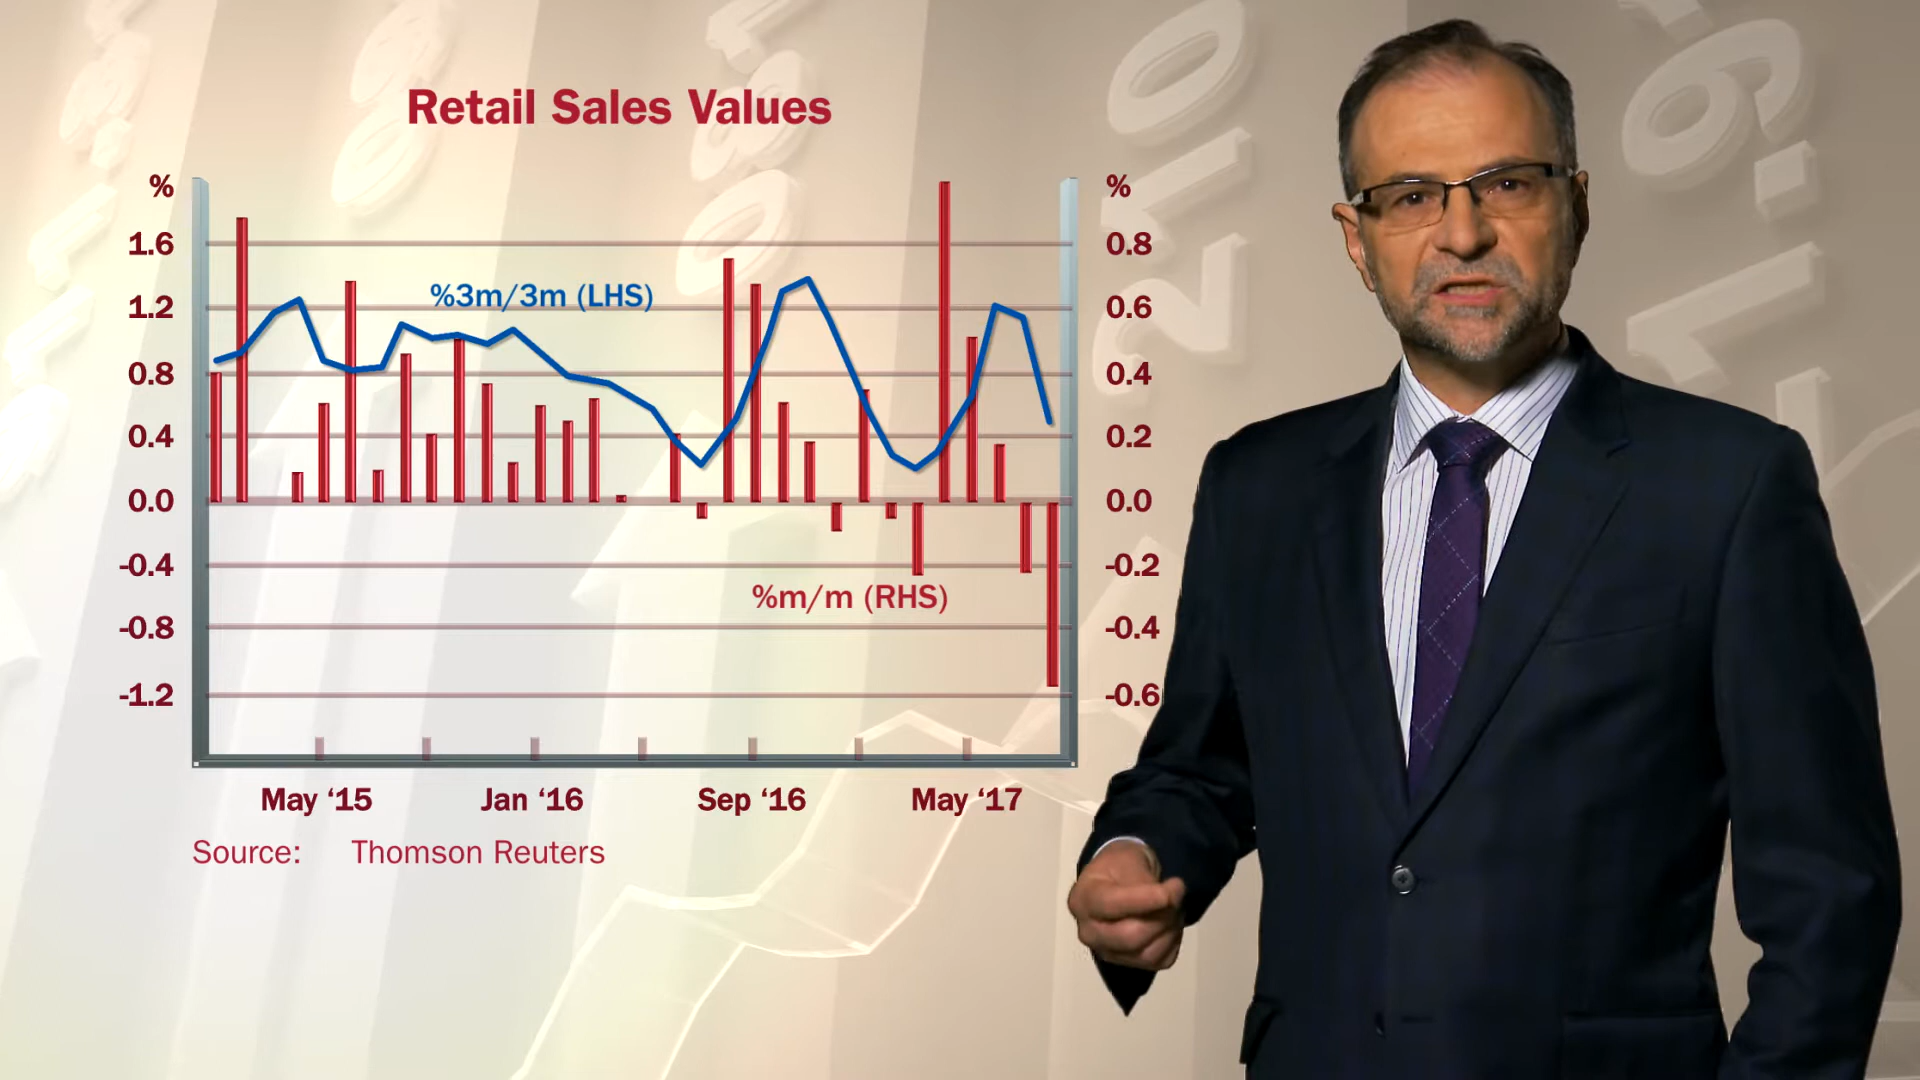 Retail Sales Values
% %
1.6 0.8
%3m/3m (LHS)
1.2 0.6
0.8 0.4
0.4 0.2
0.0 0.0
-0.4 -0.2
%m/m (RHS)
-0.8 -0.4
-1.2 -0.6
May ‘15 Jan ‘16 Sep ‘16 May ‘17
Source: Thomson Reuters